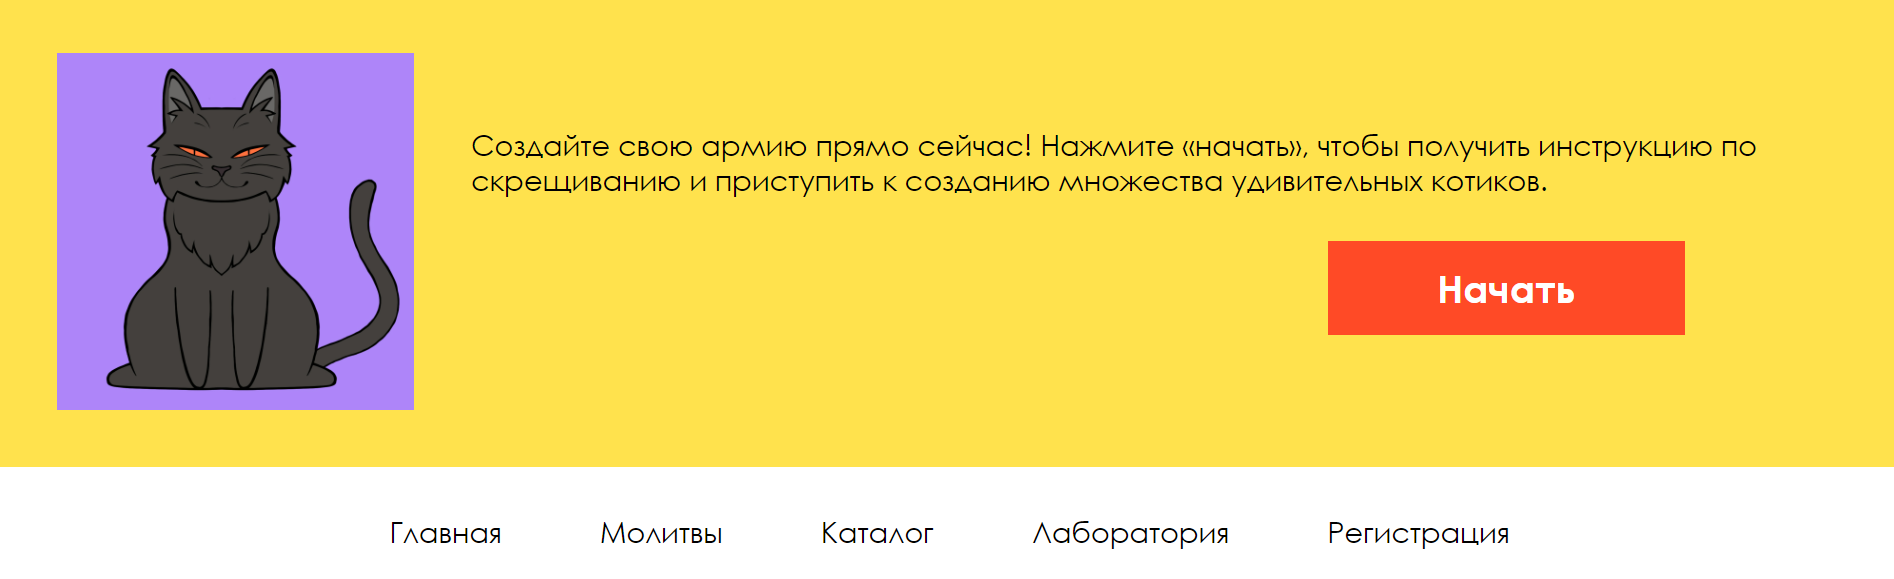 Создайте свою армию прямо сейчас! Нажмите «начать», чтобы получить инструкцию по
скрещиванию и приступить к созданию множества удивительных котиков.
Начать
Главная Молитвы Каталог Лаборатория Регистрация